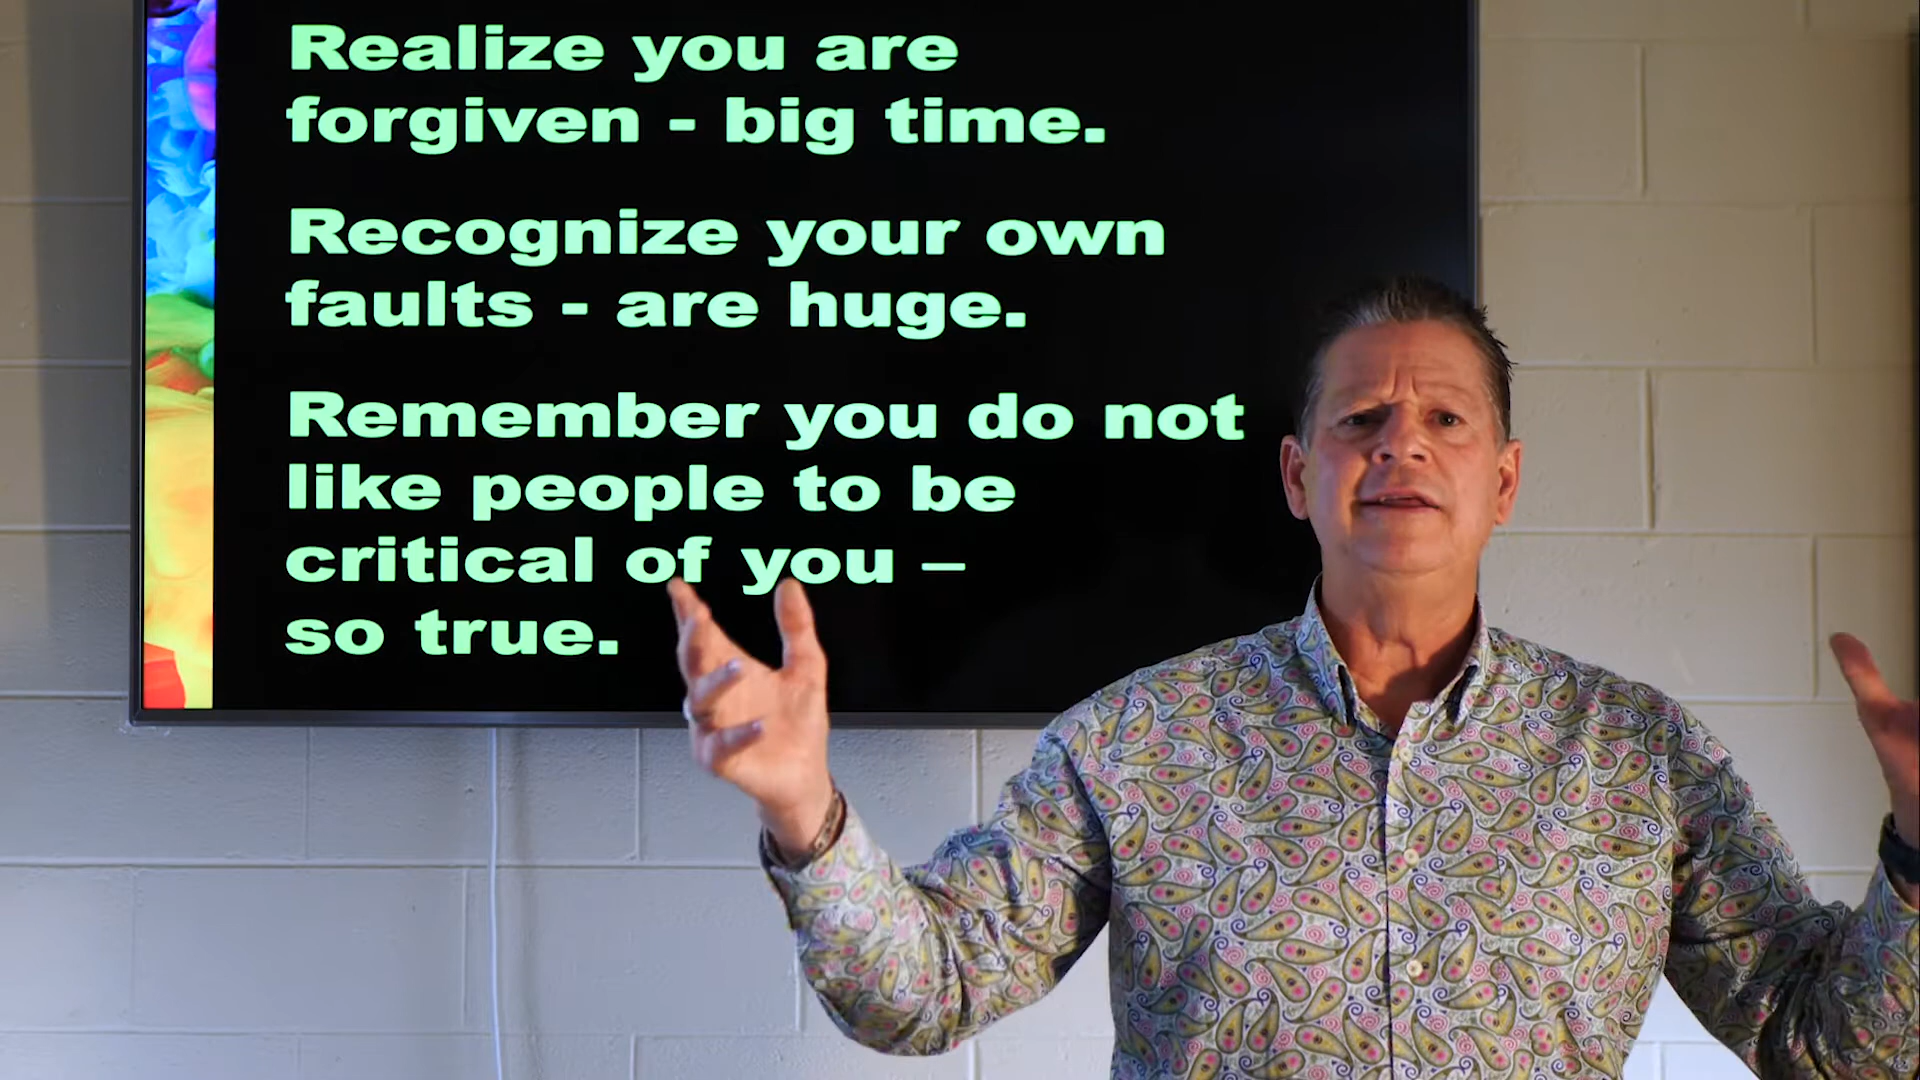 Realize you are
forgiven - big time.
Recognize your own
faults - are huge.
Remember you do not
like people to be
critical of you –
so true.